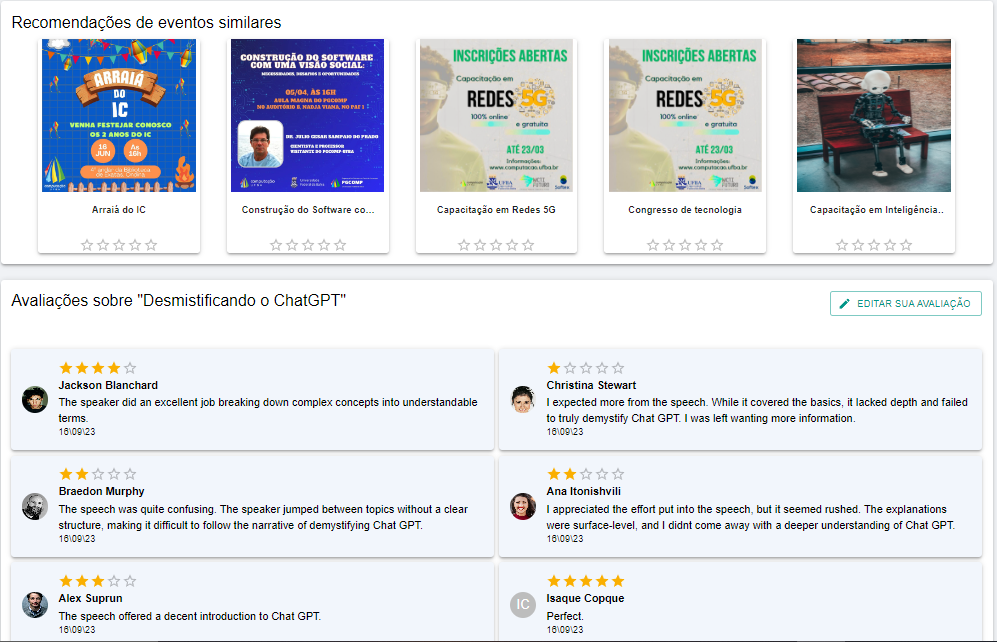 Recomendações de eventos similares
ARRAIÁ
DO
IC
VENHA FESTEJAR CONOSCO
OS 2 ANOS DO IC
16
JUN
Às
16h
computação
CONSTRUÇÃO DO SOFTWARE
COM UMA VISÃO SOCIAL:
NECESSIDADES, DESAFIOS E OPORTUNIDADES
05/04, ÀS 16H
AULA MAGNA DO PGCOMP
NO AUDITÓRIO B, NADJA VIANA, NO PAF 1
DR. JULIO CESAR SAMPAIO DO PRADO
CIENTISTA E PROFESSOR
VISITANTE DO PGCOMP UFBA
computação
PGCOMP
INSCRIÇÕES ABERTAS
Capacitação em
REDES 5G
100% online
e gratuita
ATÉ 23/03
Informações:
www.computacao.ufba.br
UFBA
Softex
INSCRIÇÕES ABERTAS
Capacitação em
REDES 5G
100% online
e gratuita
ATÉ 23/03
Informações:
www.computacao.ufba.br
UFBA
Softex
Arraiá do IC
Construção do Software co...
Capacitação em Redes 5G
Congresso de tecnologia
Capacitação em Inteligência..
Avaliações sobre "Desmistificando o ChatGPT"
EDITAR SUA AVALIAÇÃO
Jackson Blanchard
The speaker did an excellent job breaking down complex concepts into understandable
terms.
16\09\23
Christina Stewart
I expected more from the speech. While it covered the basics, it lacked depth and failed
to truly demystify Chat GPT. I was left wanting more information.
16\09\23
Braedon Murphy
The speech was quite confusing. The speaker jumped between topics without a clear
structure, making it difficult to follow the narrative of demystifying Chat GPT.
16\09\23
Ana Itonishvili
I appreciated the effort put into the speech, but it seemed rushed. The explanations
were surface-level, and I didnt come away with a deeper understanding of Chat GPT.
16\09\23
Alex Suprun
The speech offered a decent introduction to Chat GPT.
16\09\23
IC
Isaque Copque
Perfect.
16\09\23